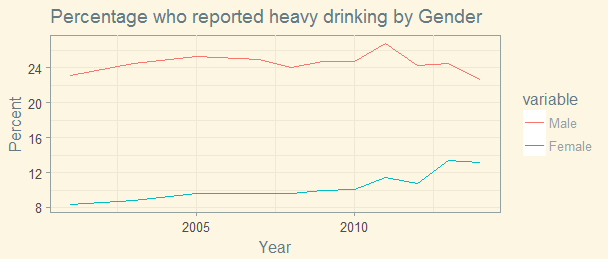 Percentage who reported heavy drinking by Gender
24
20
16
12
8
Percent
2005
2010
Year
variable
Male
Female